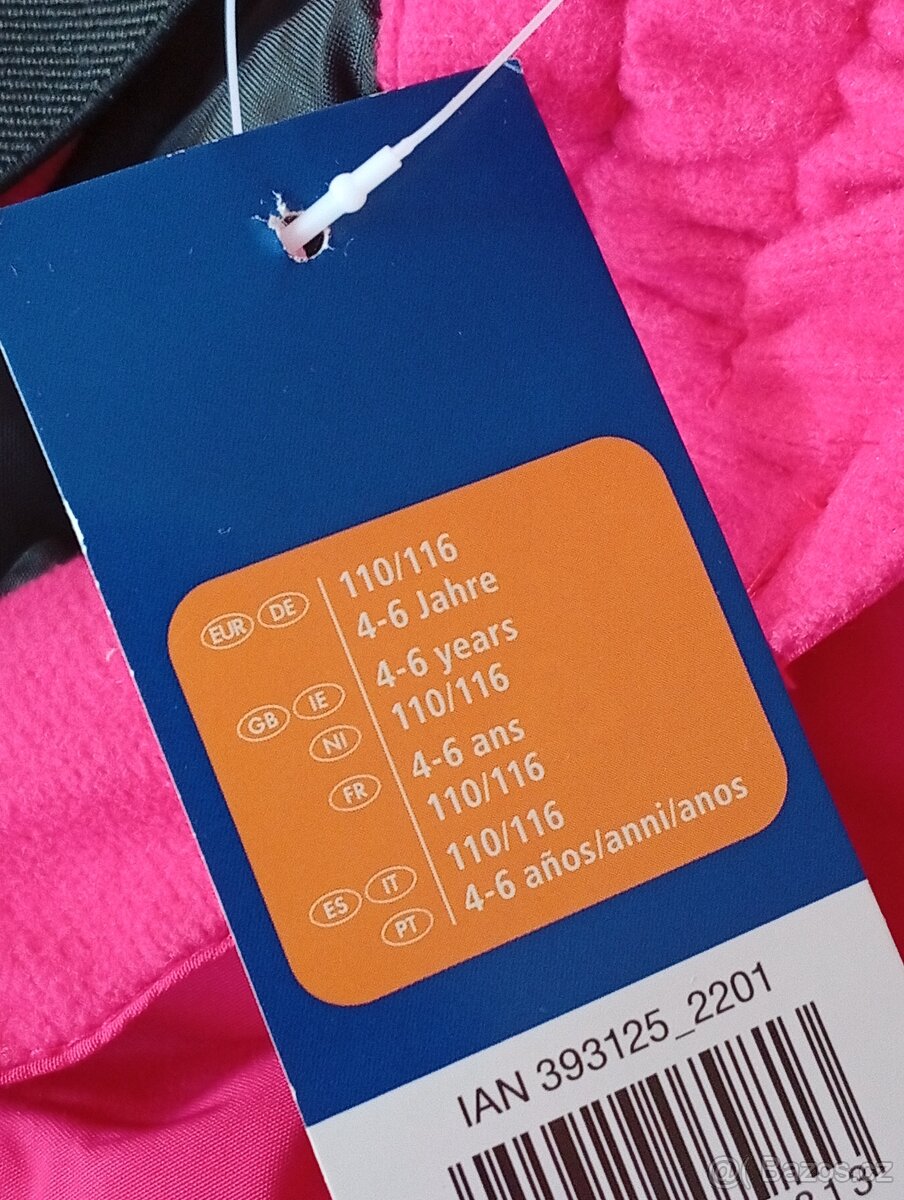 EUR DE 110/116
4-6 Jahre
GB IE 4-6 years
NI 110/116
FR 4-6 ans
110/116
ES IT 110/116
PT 4-6 años/anni/anos
IAN 393125_2201
Bazos.cz